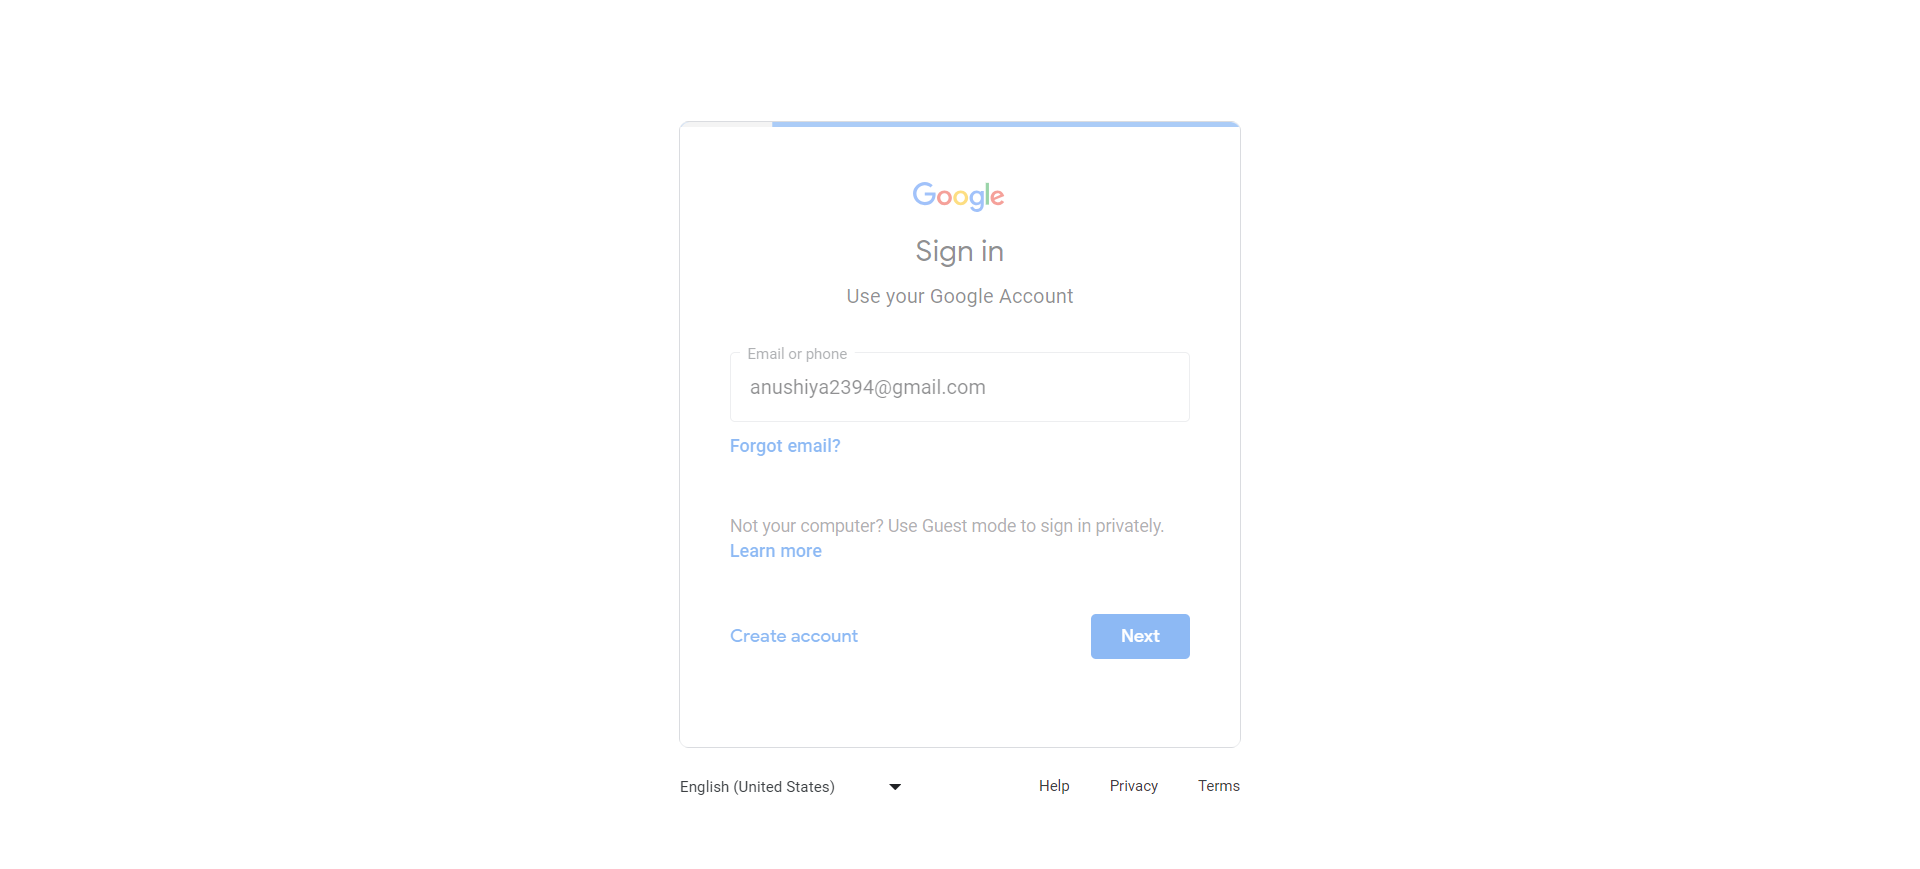 Google
Sign in
Use your Google Account
Email or phone
anushiya2394@gmail.com
Forgot email?
Not your computer? Use Guest mode to sign in privately.
Learn more
Create account
Next
English (United States)
Help Privacy Terms